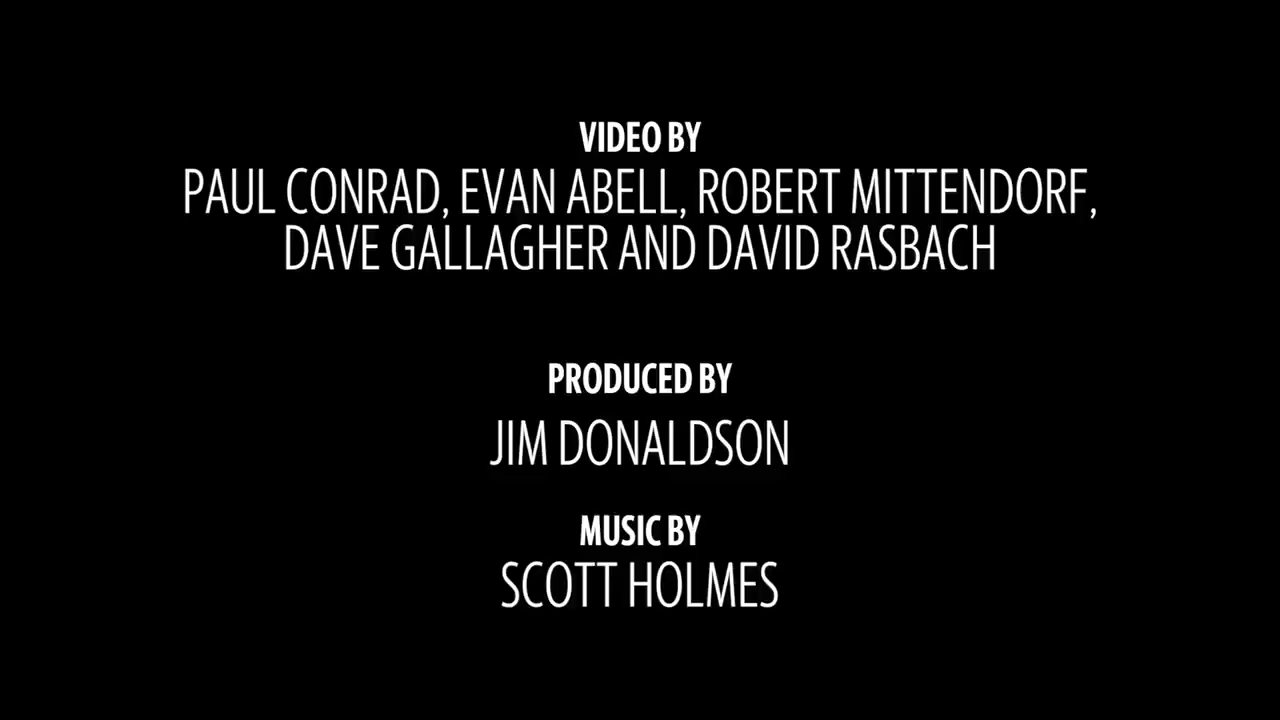 VIDEO BY
PAUL CONRAD, EVAN ABELL, ROBERT MITTENDORF,
DAVE GALLAGHER AND DAVID RASBACH
PRODUCED BY
JIM DONALDSON
MUSIC BY
SCOTT HOLMES